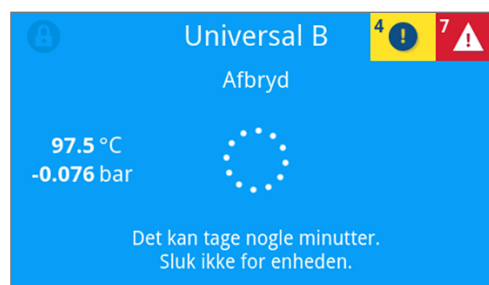 Universal B
4
7
Afbryd
97.5 °C
-0.076 bar
Det kan tage nogle minutter.
Sluk ikke for enheden.